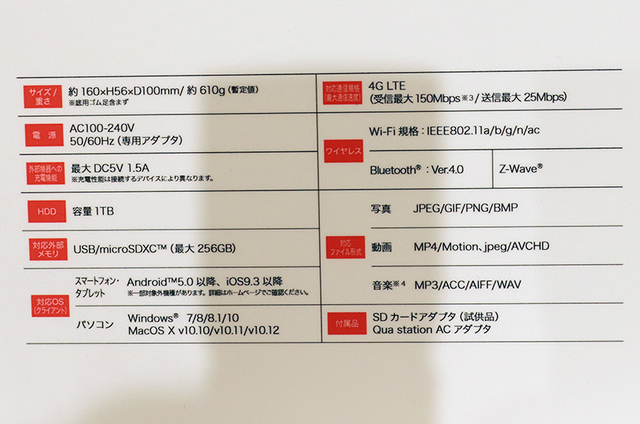 サイズ/重さ
約 160×H56×D100mm/ 約 610g (暫定値)
※底用ゴム足含まず
電 源
AC100-240V
50/60Hz (専用アダプタ)
外部機器への充電機能
最大 DC5V 1.5A
※充電性能は接続するデバイスにより異なります。
HDD
容量 1TB
対応外部メモリ
USB/microSDXC™ (最大 256GB)
対応OS (クライアント)
スマートフォン・タブレット
Android™5.0 以降、iOS9.3 以降
※一部対象外機種があります。詳細はホームページでご確認ください。
パソコン
Windows® 7/8/8.1/10
MacOS X v10.10/v10.11/v10.12
対応通信規格 (最大通信速度)
4G LTE
(受信最大 150Mbps※3/ 送信最大 25Mbps)
ワイヤレス
Wi-Fi 規格 : IEEE802.11a/b/g/n/ac
Bluetooth® : Ver.4.0
Z-Wave®
対応ファイル形式
写真 JPEG/GIF/PNG/BMP
動画 MP4/Motion、jpeg/AVCHD
音楽※4 MP3/ACC/AIFF/WAV
付属品
SD カードアダプタ (試供品)
Qua station AC アダプタ